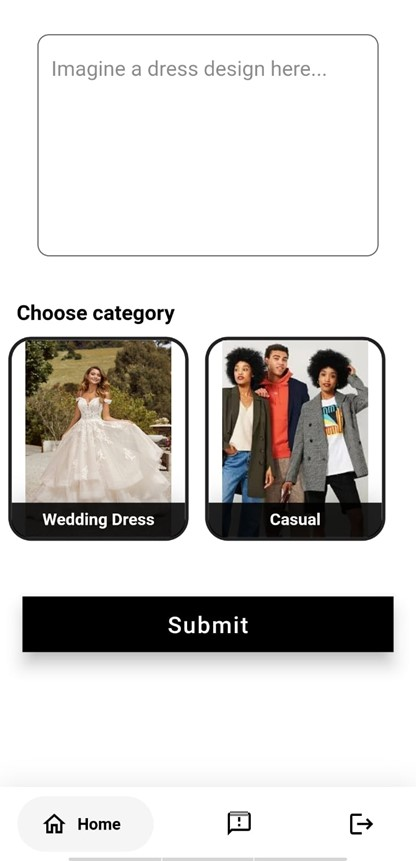 Imagine a dress design here...
Choose category
Wedding Dress
Casual
Submit
Home